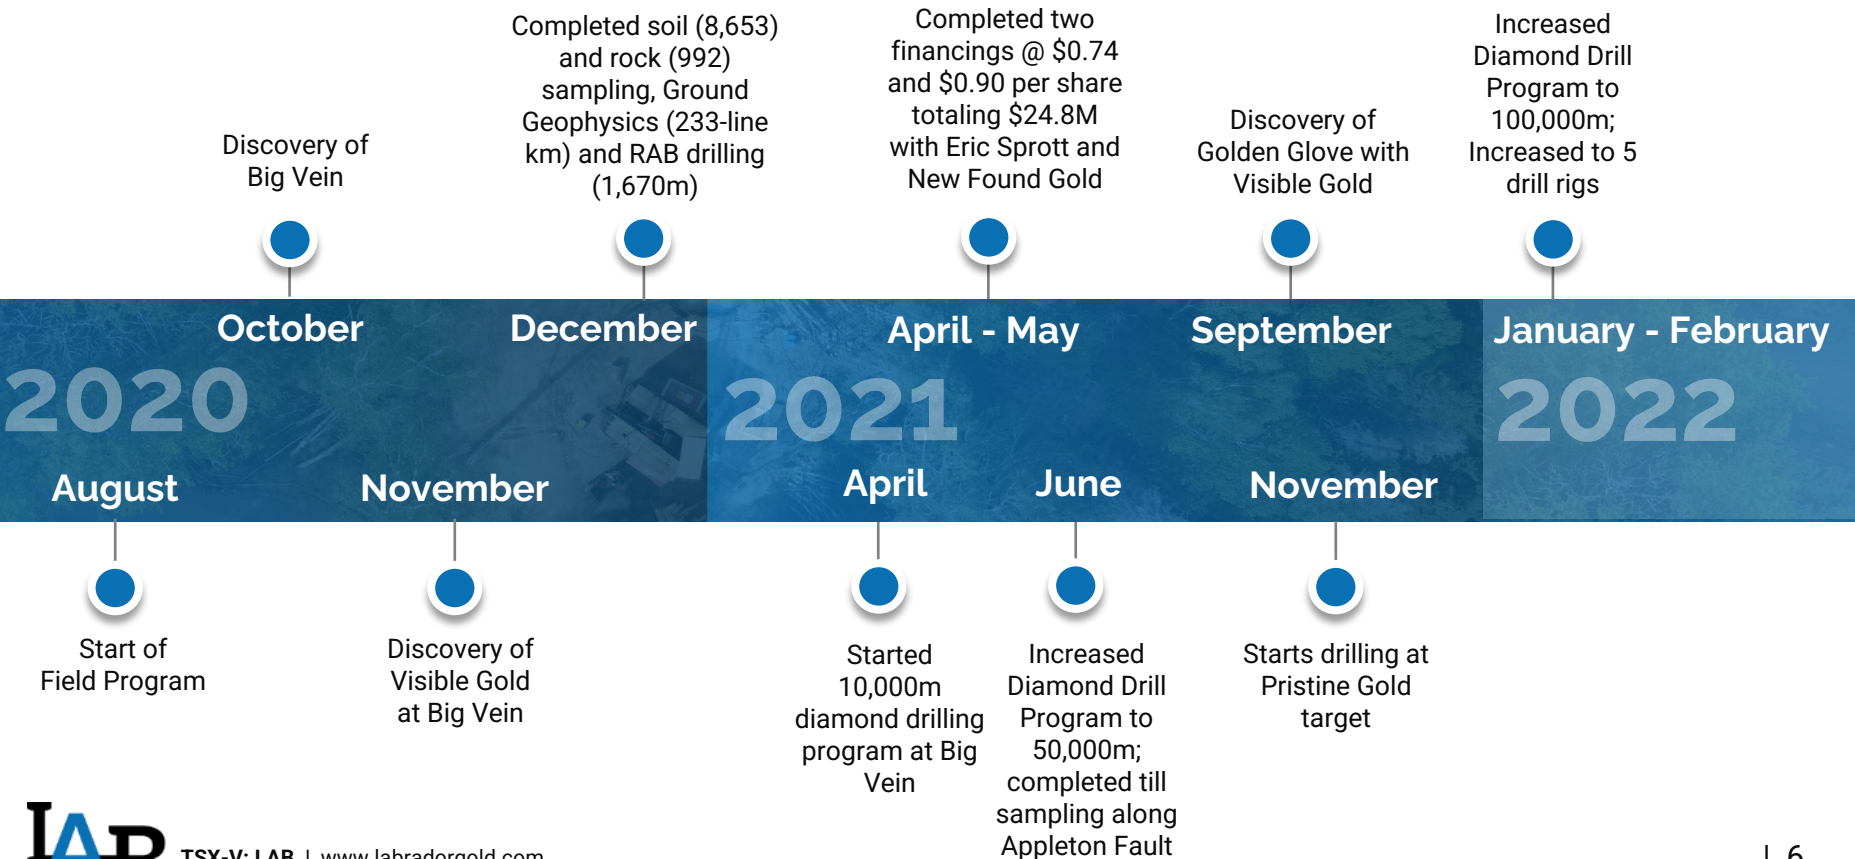 Discovery of
Big Vein
Completed soil (8,653)
and rock (992)
sampling, Ground
Geophysics (233-line
km) and RAB drilling
(1,670m)
Completed two
financings @ $0.74
and $0.90 per share
totaling $24.8M
with Eric Sprott and
New Found Gold
Discovery of
Golden Glove with
Visible Gold
Increased
Diamond Drill
Program to
100,000m;
Increased to 5
drill rigs
October
December
April - May
September
January - February
2020
2021
2022
August
November
April
June
November
Start of
Field Program
Discovery of
Visible Gold
at Big Vein
Started
10,000m
diamond drilling
program at Big
Vein
Increased
Diamond Drill
Program to
50,000m;
completed till
sampling along
Appleton Fault
Starts drilling at
Pristine Gold
target
LAB
TSX-V: LAB | www.labradorgold.com
| 6